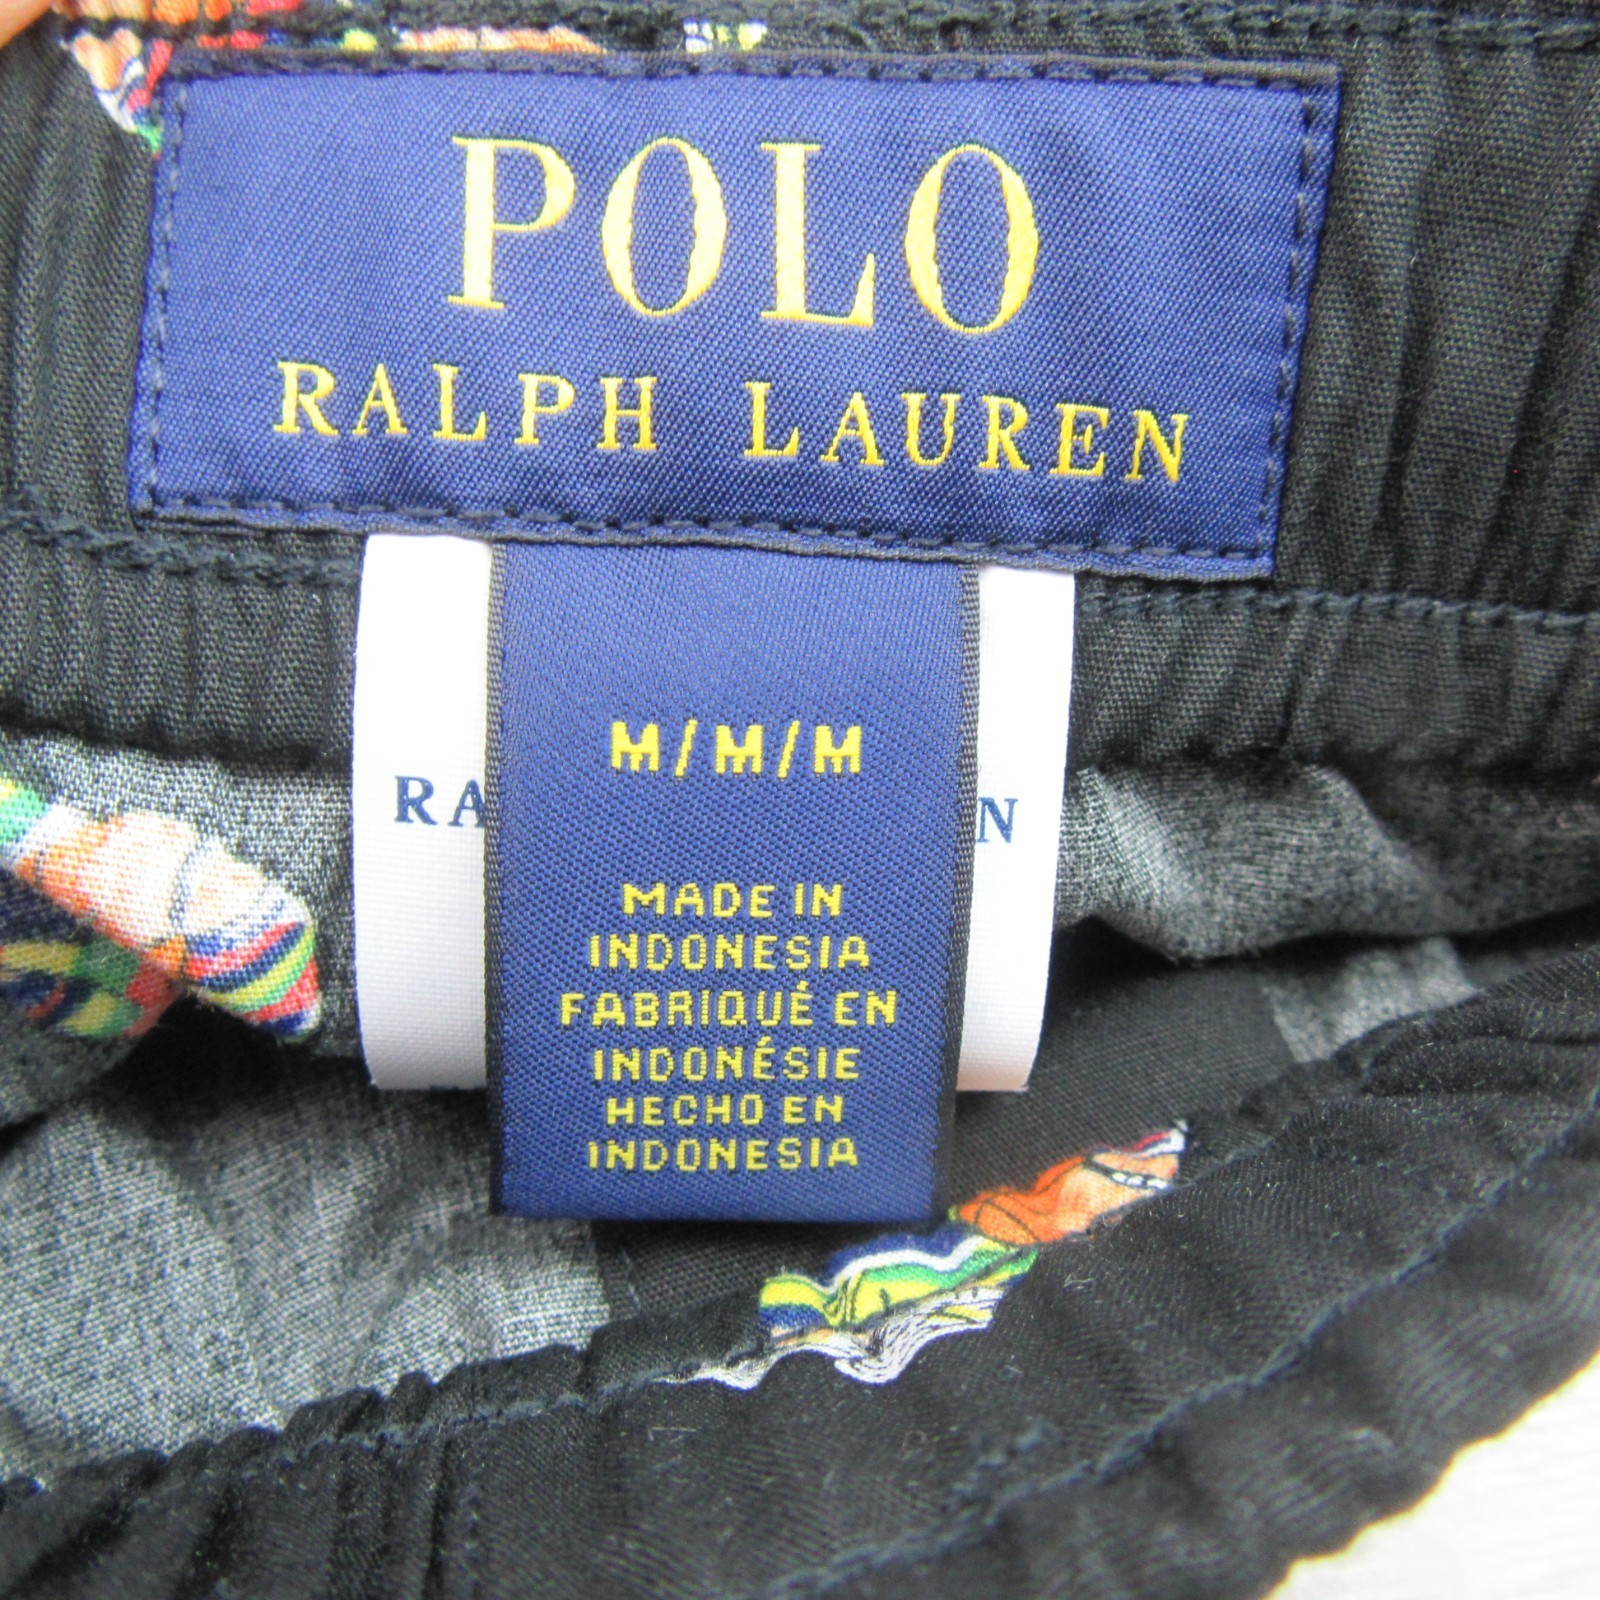 POLO
RALPH LAUREN
M/M/M
MADE IN
INDONESIA
FABRIQUÉ EN
INDONÉSIE
HECHO EN
INDONESIA